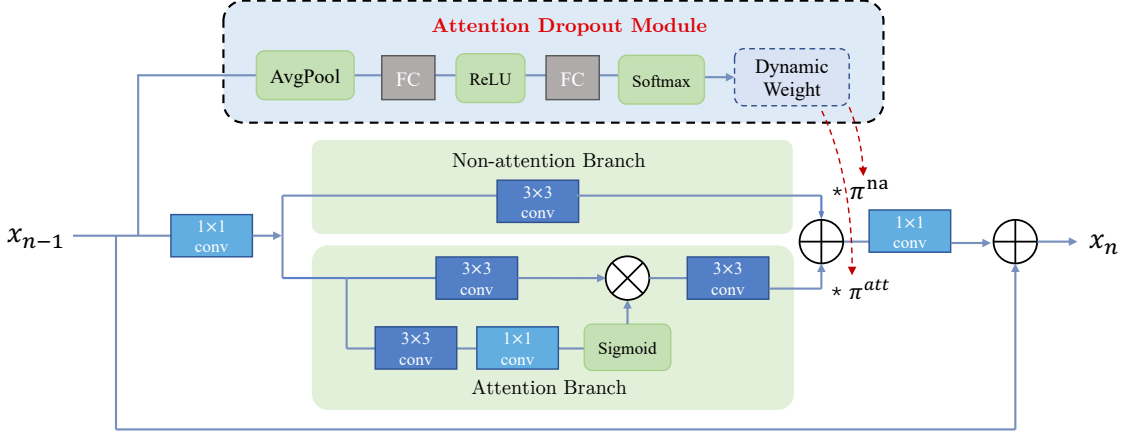 Attention Dropout Module
AvgPool
FC
ReLU
FC
Softmax
Dynamic
Weight
Non-attention Branch
3×3
conv
* π^na
x_{n-1}
1×1
conv
1×1
conv
x_n
3×3
conv
3×3
conv
* π^att
3×3
conv
1×1
conv
Sigmoid
Attention Branch